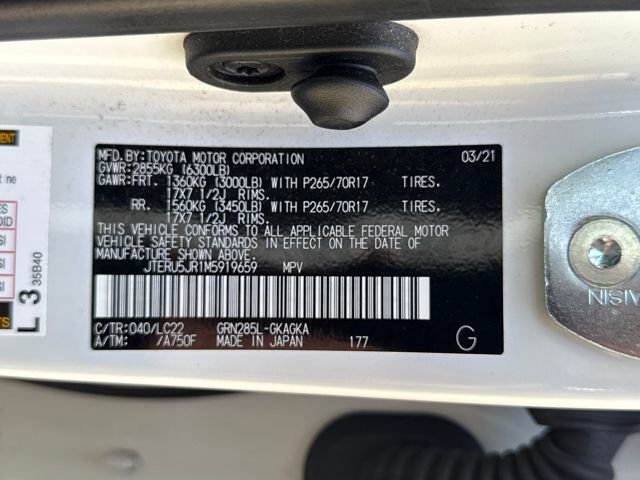 MFD.BY:TOYOTA MOTOR CORPORATION 03/21
GVWR:2855KG (6300LB)
GAWR:FRT. 1360KG (3000LB) WITH P265/70R17 TIRES.
17X7 1/2J RIMS.
RR. 1560KG (3450LB) WITH P265/70R17 TIRES.
17X7 1/2J RIMS.
THIS VEHICLE CONFORMS TO ALL APPLICABLE FEDERAL MOTOR
VEHICLE SAFETY STANDARDS IN EFFECT ON THE DATE OF
MANUFACTURE SHOWN ABOVE.
JTERU5JR1M5919659 MPV
C/TR:040/LC22 GRN285L-GKAGKA
A/TM: /A750F MADE IN JAPAN 177 G
L 3 35B40
AISIN